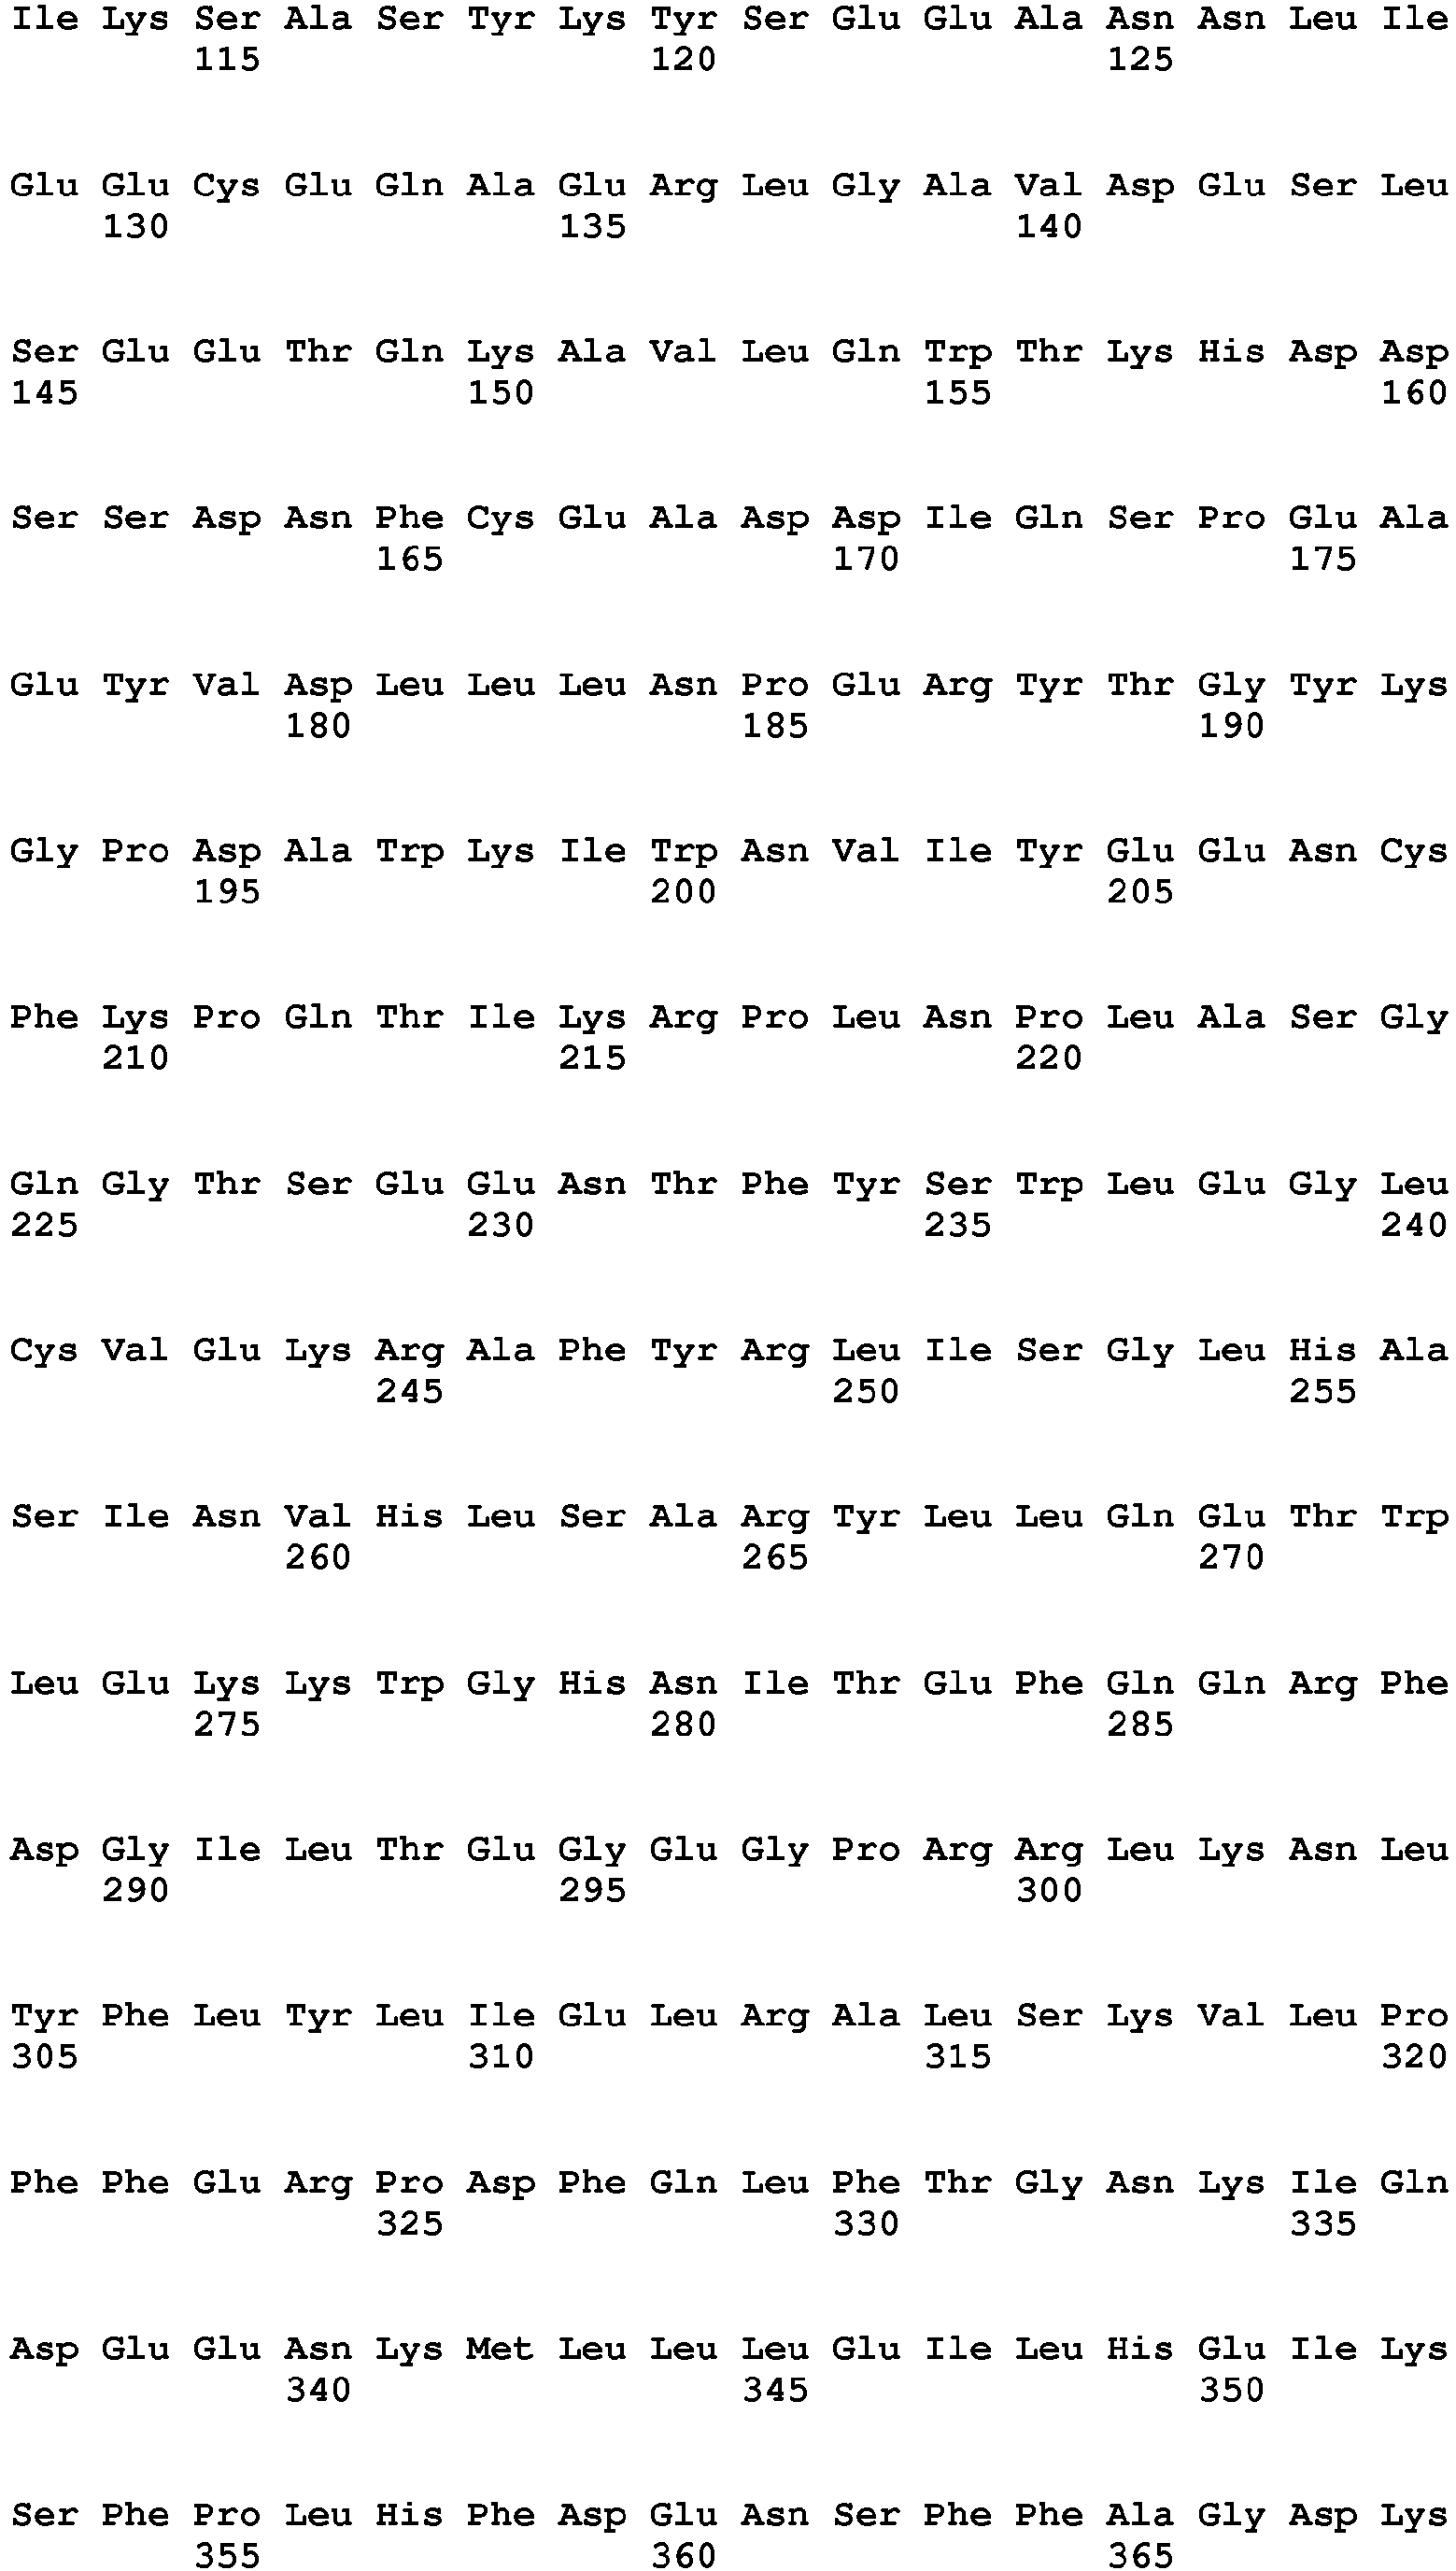 Ile Lys Ser Ala Ser Tyr Lys Tyr Ser Glu Glu Ala Asn Asn Leu Ile
115 120 125
Glu Glu Cys Glu Gln Ala Glu Arg Leu Gly Ala Val Asp Glu Ser Leu
130 135 140
Ser Glu Glu Thr Gln Lys Ala Val Leu Gln Trp Thr Lys His Asp Asp
145 150 155 160
Ser Ser Asp Asn Phe Cys Glu Ala Asp Asp Ile Gln Ser Pro Glu Ala
165 170 175
Glu Tyr Val Asp Leu Leu Leu Asn Pro Glu Arg Tyr Thr Gly Tyr Lys
180 185 190
Gly Pro Asp Ala Trp Lys Ile Trp Asn Val Ile Tyr Glu Glu Asn Cys
195 200 205
Phe Lys Pro Gln Thr Ile Lys Arg Pro Leu Asn Pro Leu Ala Ser Gly
210 215 220
Gln Gly Thr Ser Glu Glu Asn Thr Phe Tyr Ser Trp Leu Glu Gly Leu
225 230 235 240
Cys Val Glu Lys Arg Ala Phe Tyr Arg Leu Ile Ser Gly Leu His Ala
245 250 255
Ser Ile Asn Val His Leu Ser Ala Arg Tyr Leu Leu Gln Glu Thr Trp
260 265 270
Leu Glu Lys Lys Trp Gly His Asn Ile Thr Glu Phe Gln Gln Arg Phe
275 280 285
Asp Gly Ile Leu Thr Glu Gly Glu Gly Pro Arg Arg Leu Lys Asn Leu
290 295 300
Tyr Phe Leu Tyr Leu Ile Glu Leu Arg Ala Leu Ser Lys Val Leu Pro
305 310 315 320
Phe Phe Glu Arg Pro Asp Phe Gln Leu Phe Thr Gly Asn Lys Ile Gln
325 330 335
Asp Glu Glu Asn Lys Met Leu Leu Leu Glu Ile Leu His Glu Ile Lys
340 345 350
Ser Phe Pro Leu His Phe Asp Glu Asn Ser Phe Phe Ala Gly Asp Lys
355 360 365